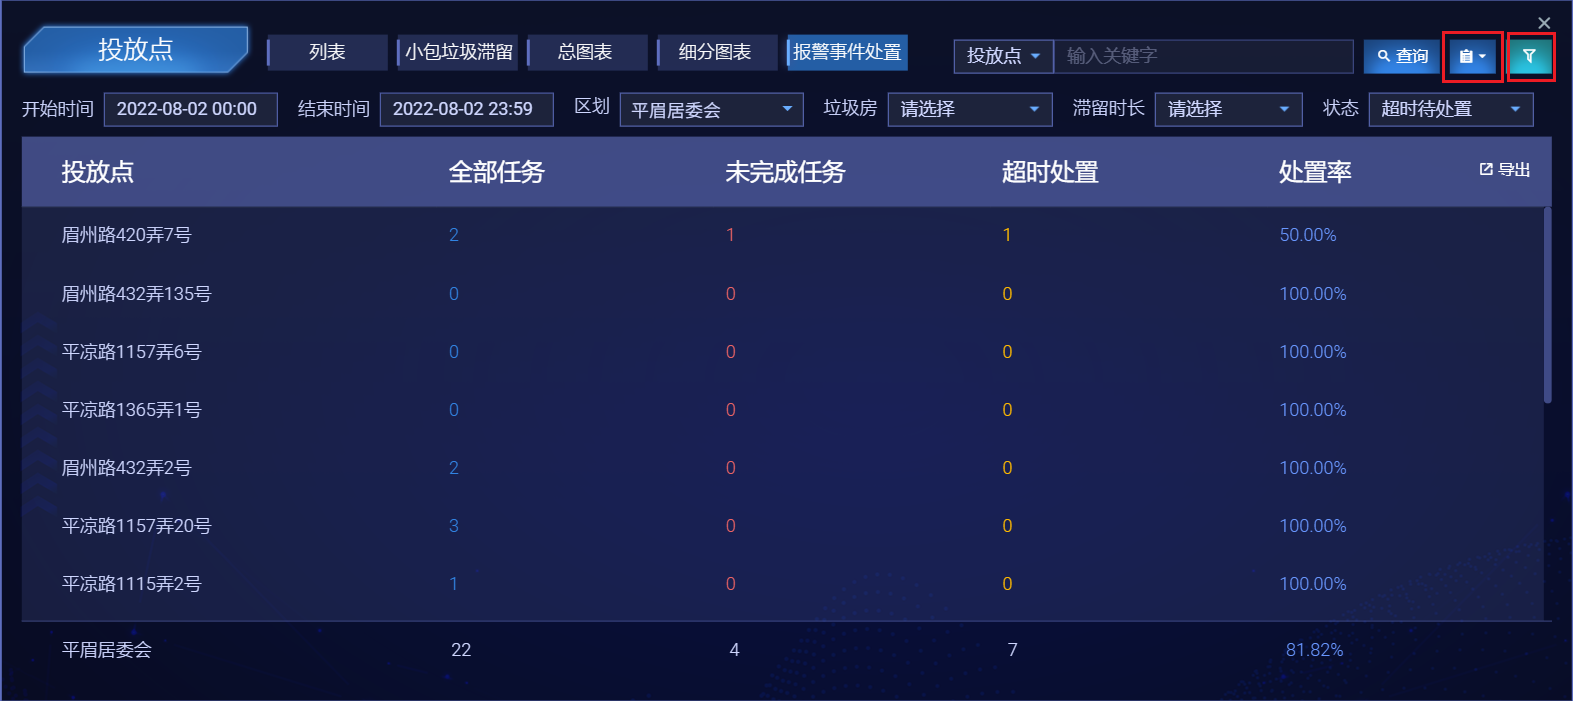 投放点 列表 小包垃圾滞留 总图表 细分图表 报警事件处置 投放点 输入关键字 查询
开始时间 2022-08-02 00:00 结束时间 2022-08-02 23:59 区划 平眉居委会 垃圾房 请选择 滞留时长 请选择 状态 超时待处置
投放点 全部任务 未完成任务 超时处置 处置率 导出
眉州路420弄7号 2 1 1 50.00%
眉州路432弄135号 0 0 0 100.00%
平凉路1157弄6号 0 0 0 100.00%
平凉路1365弄1号 0 0 0 100.00%
眉州路432弄2号 2 0 0 100.00%
平凉路1157弄20号 3 0 0 100.00%
平凉路1115弄2号 1 0 0 100.00%
平眉居委会 22 4 7 81.82%